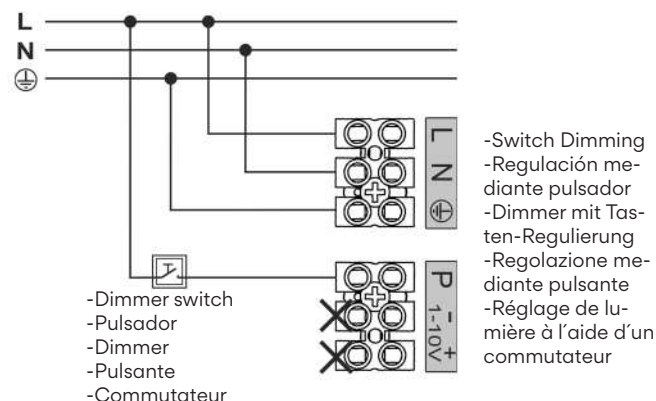 L
N
L
N
-Switch Dimming
-Regulación me-
diante pulsador
-Dimmer mit Tas-
ten-Regulierung
-Regolazione me-
diante pulsante
-Réglage de lu-
mière à l´aide d´un
commutateur
P
- +
1-10V
-Dimmer switch
-Pulsador
-Dimmer
-Pulsante
-Commutateur